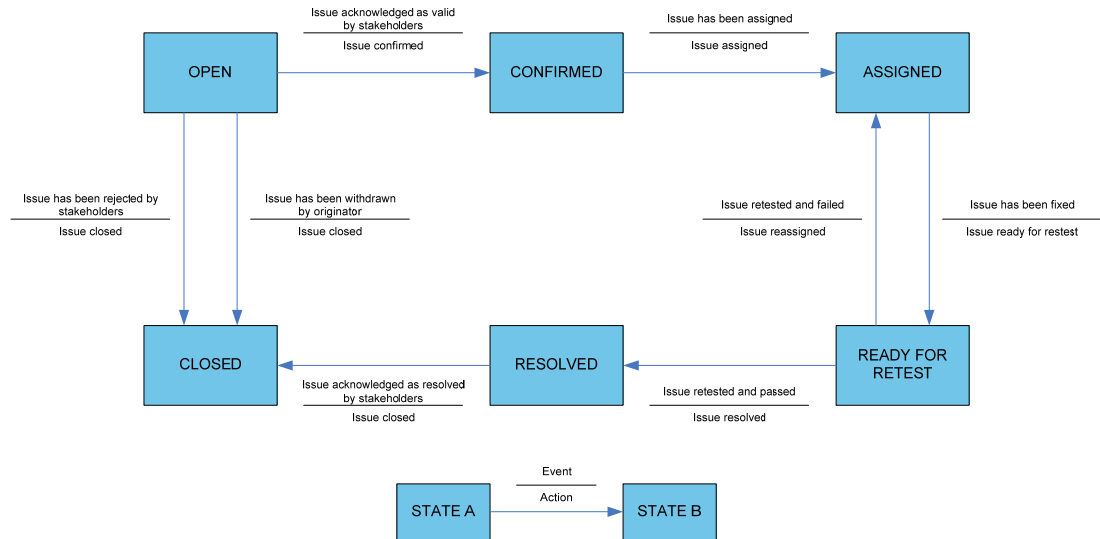 Issue acknowledged as valid
by stakeholders
Issue confirmed
Issue has been assigned
Issue assigned
OPEN
CONFIRMED
ASSIGNED
Issue has been rejected by
stakeholders
Issue closed
Issue has been withdrawn
by originator
Issue closed
Issue retested and failed
Issue reassigned
Issue has been fixed
Issue ready for restest
CLOSED
RESOLVED
READY FOR
RETEST
Issue acknowledged as resolved
by stakeholders
Issue closed
Issue retested and passed
Issue resolved
Event
Action
STATE A
STATE B